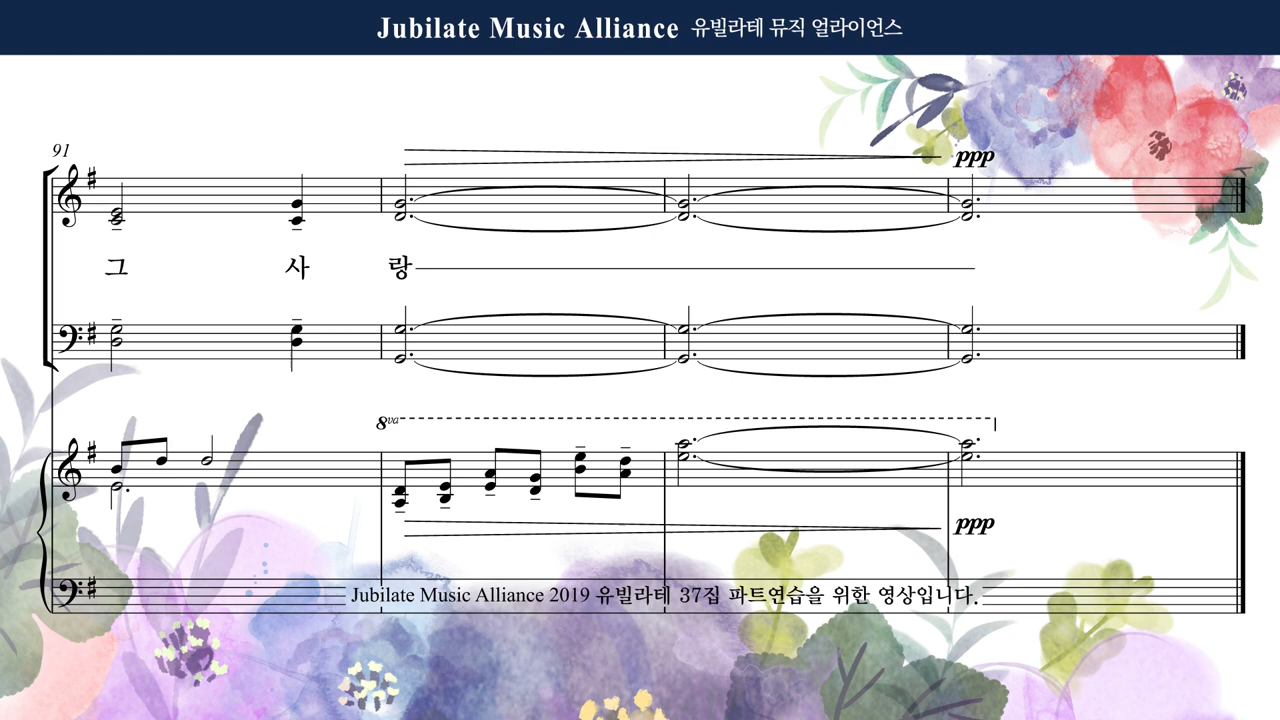 Jubilate Music Alliance 유빌라테 뮤직 얼라이언스
91
ppp
그 사 랑
8va
ppp
Jubilate Music Alliance 2019 유빌라테 37집 파트연습을 위한 영상입니다.